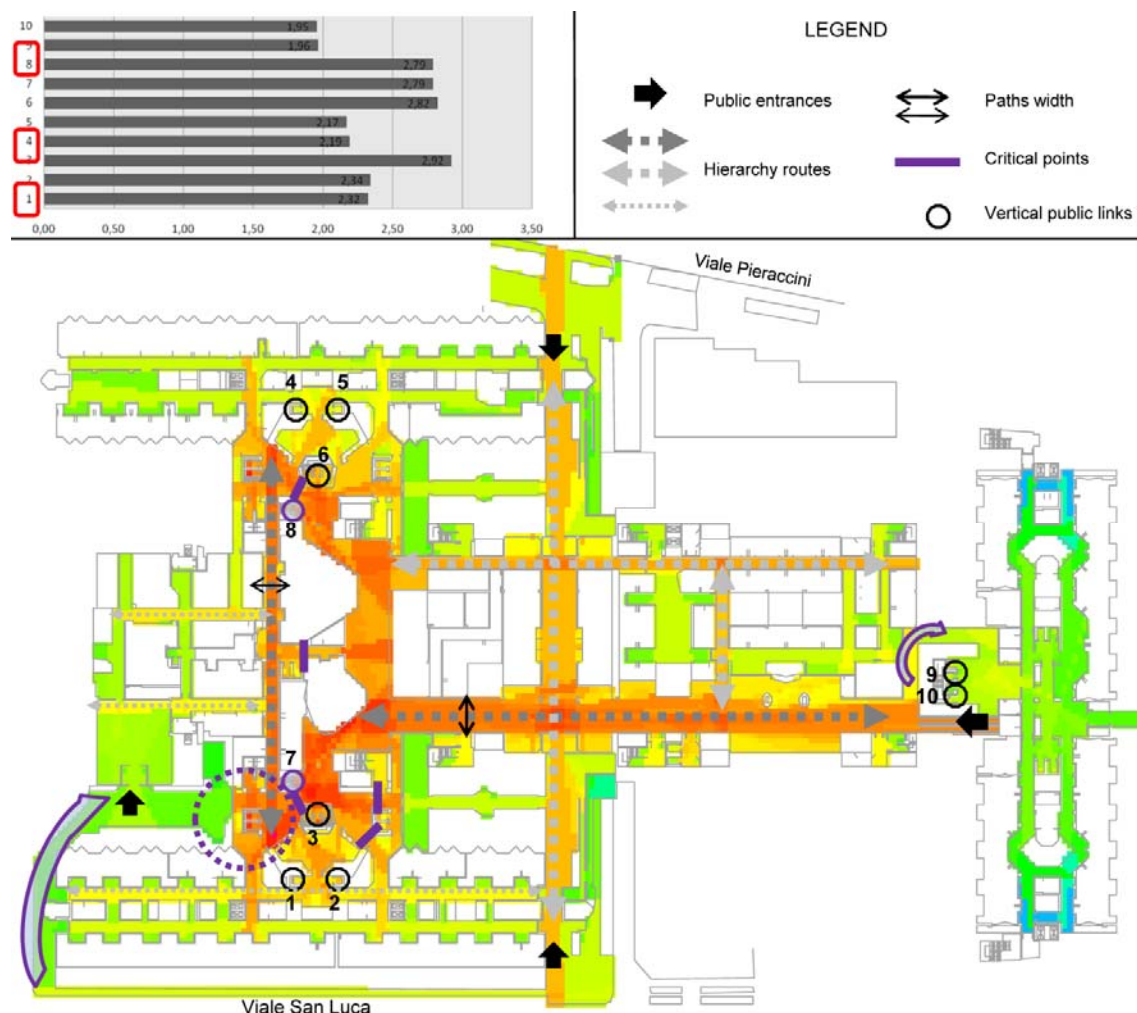 10 1,95
9 1,96
8 2,79
7 2,79
6 2,82
5 2,17
4 2,19
3 2,92
2 2,34
1 2,32
0,00 0,50 1,00 1,50 2,00 2,50 3,00 3,50
LEGEND
Public entrances
Paths width
Hierarchy routes
Critical points
Vertical public links
Viale Pieraccini
4 5
6
8
9
10
7
3
1 2
Viale San Luca